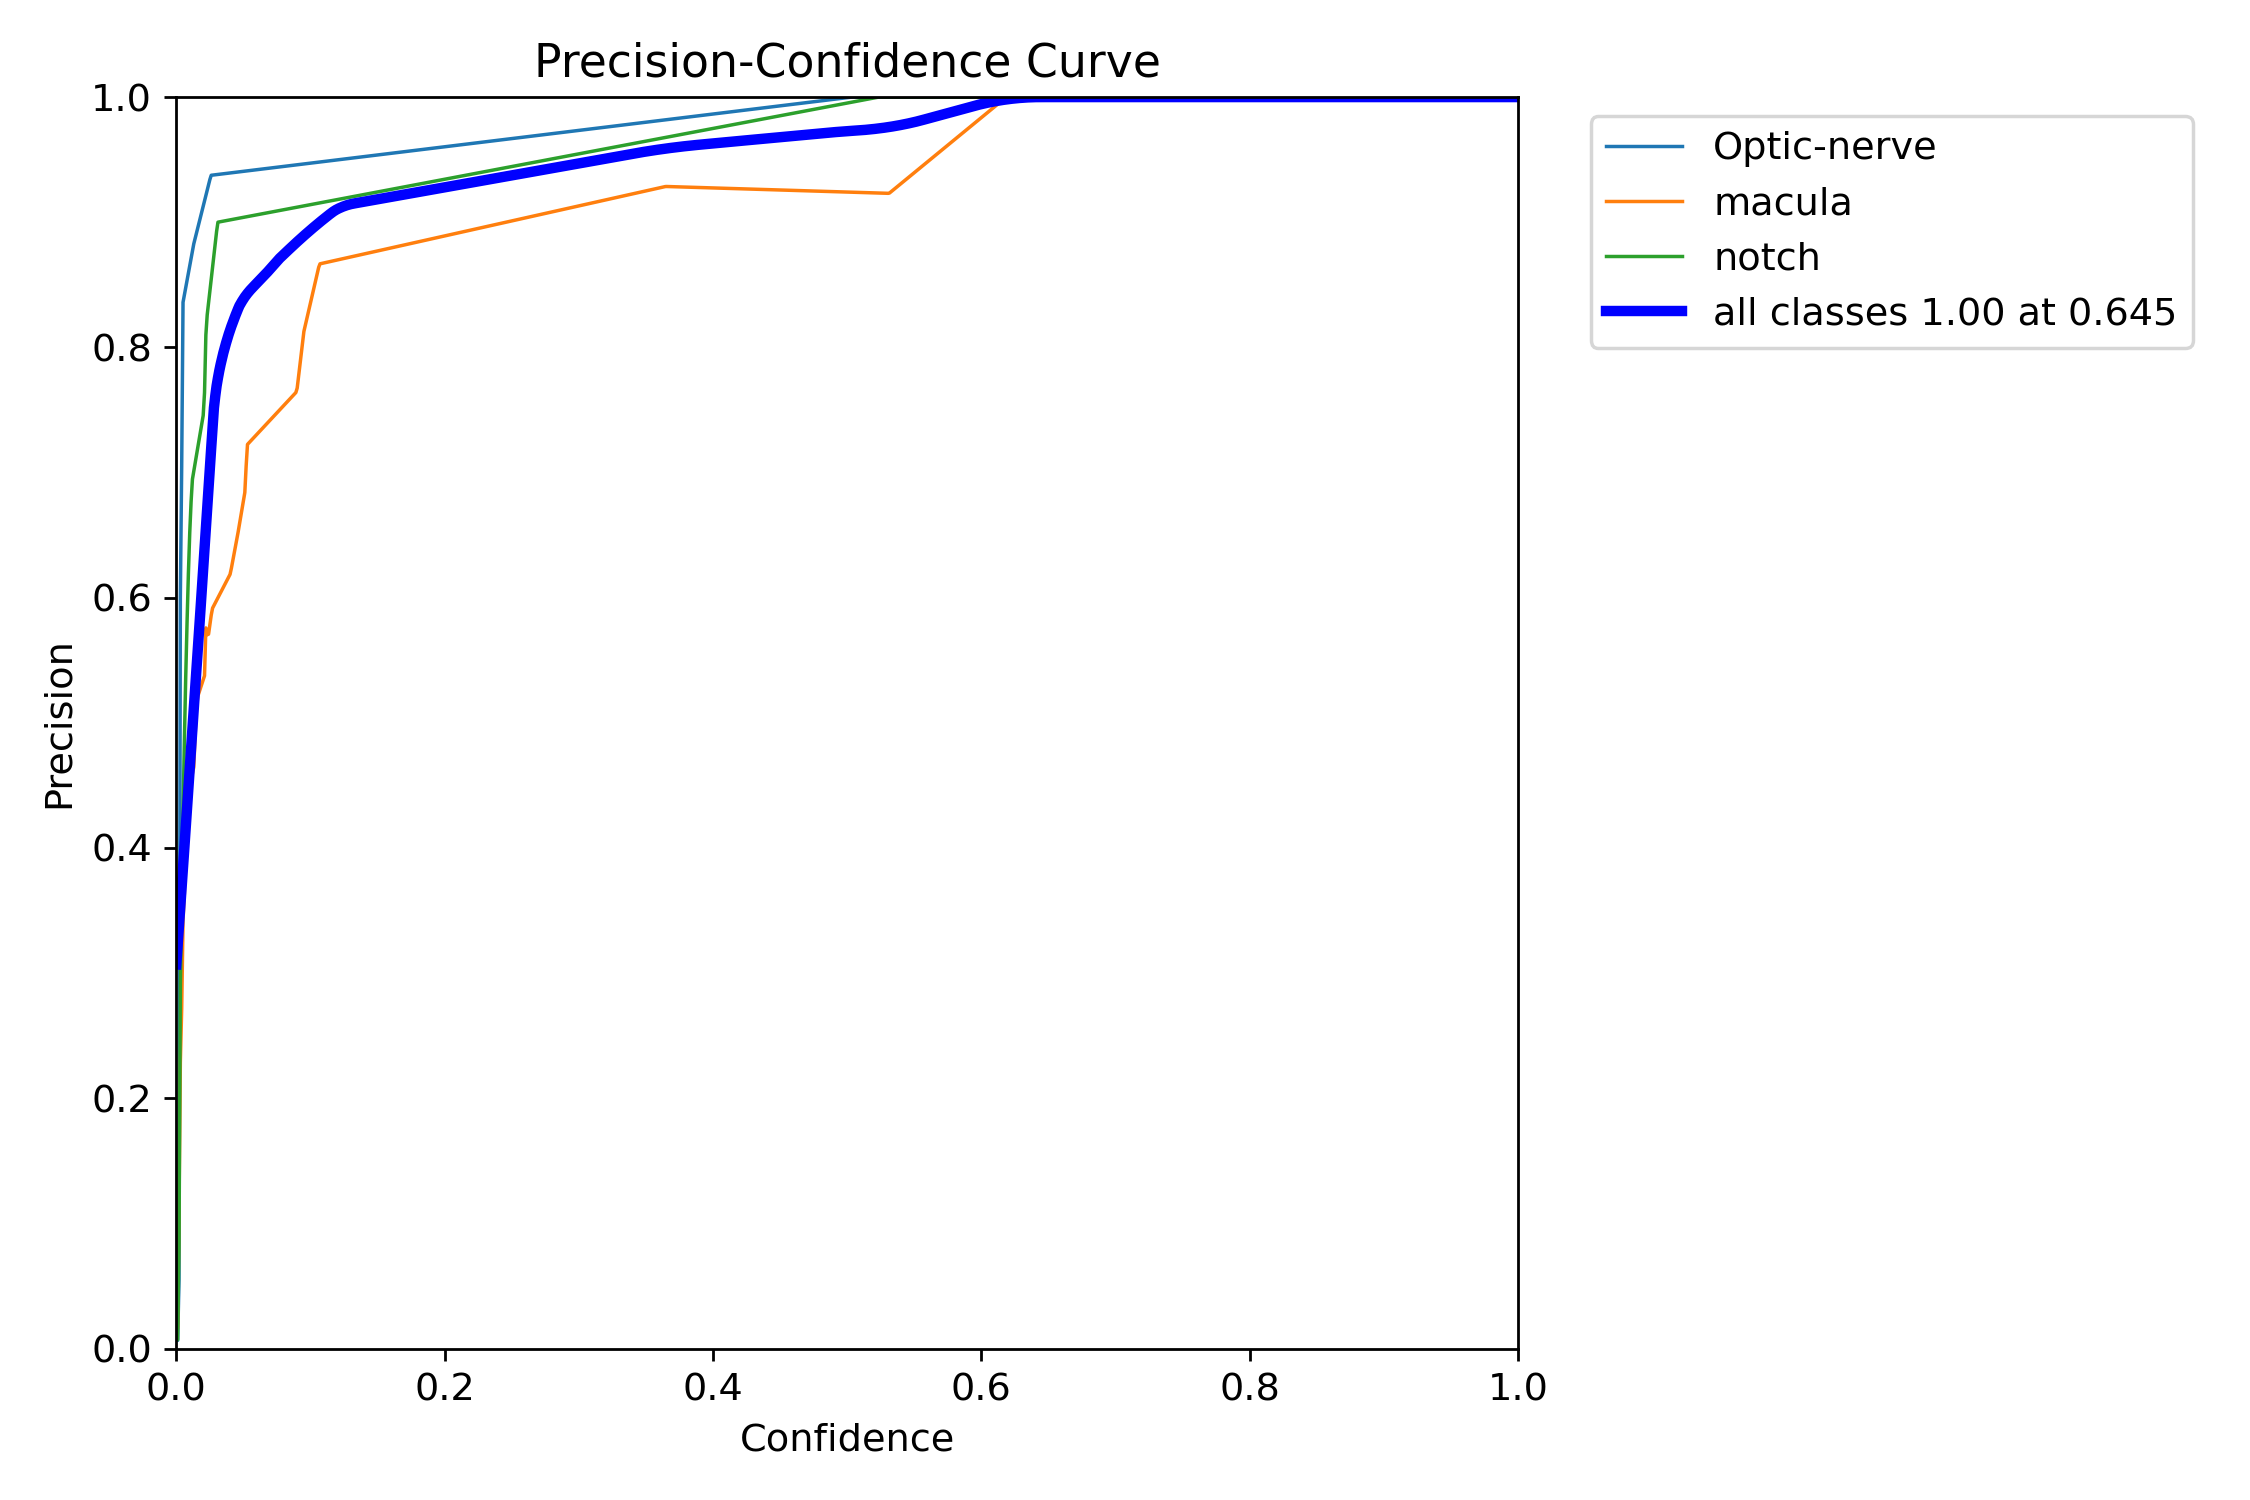 Precision-Confidence Curve
1.0
0.8
0.6
0.4
0.2
0.0
Precision
0.0 0.2 0.4 0.6 0.8 1.0
Confidence
Optic-nerve
macula
notch
all classes 1.00 at 0.645